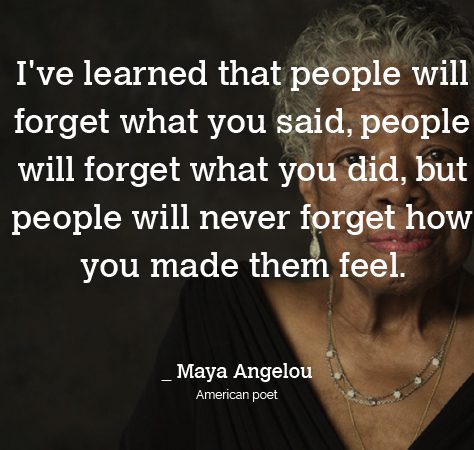 I've learned that people will
forget what you said, people
will forget what you did, but
people will never forget how
you made them feel.
_ Maya Angelou
American poet